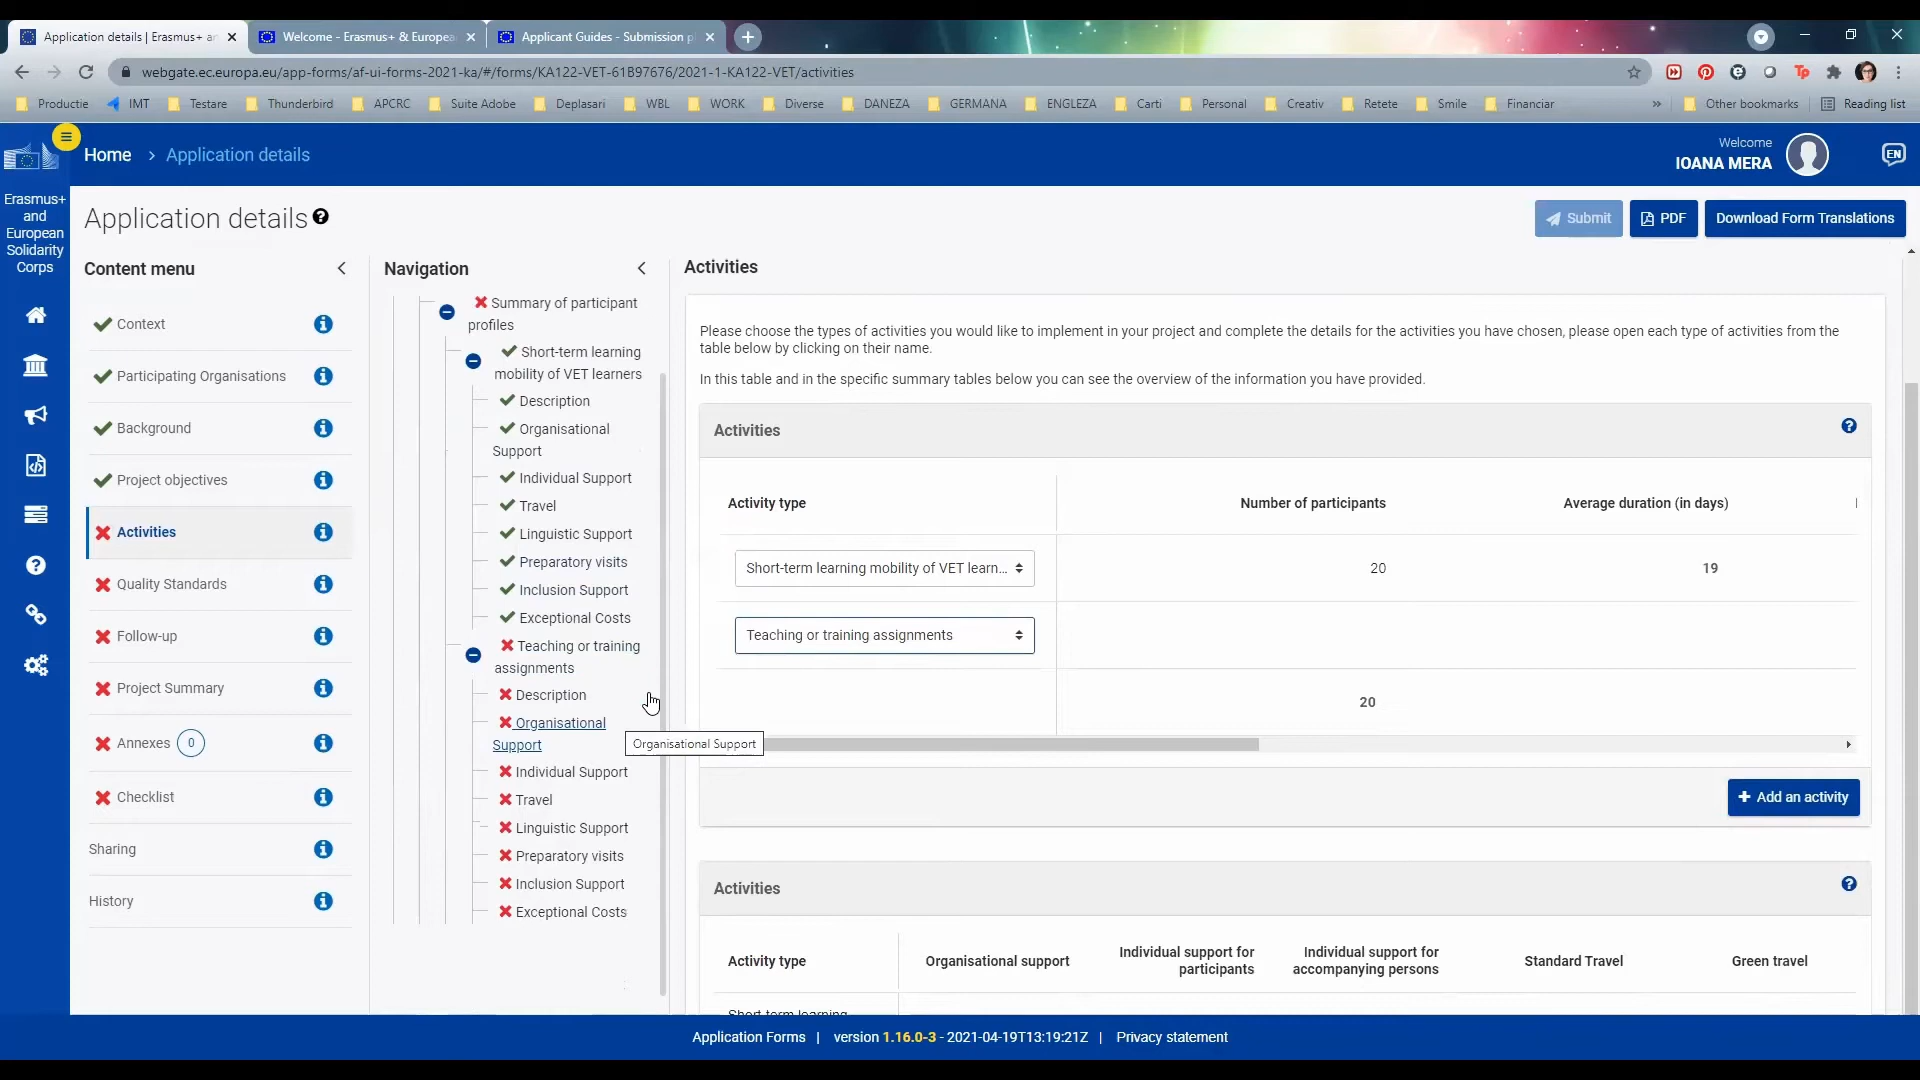 Application details | Erasmus+ an
Welcome - Erasmus+ & Europea
Applicant Guides - Submission p
webgate.ec.europa.eu/app-forms/af-ui-forms-2021-ka/#/forms/KA122-VET-61B97676/2021-1-KA122-VET/activities
Productie IMT Testare Thunderbird APCRC Suite Adobe Deplasari WBL WORK Diverse DANEZA GERMANA ENGLEZA Carti Personal Creativ Retete Smile Financiar » Other bookmarks Reading list
Home > Application details
Welcome
IOANA MERA
EN
Erasmus+
and
European
Solidarity
Corps
Application details
Submit PDF Download Form Translations
Content menu
Context
Participating Organisations
Background
Project objectives
Activities
Quality Standards
Follow-up
Project Summary
Annexes 0
Checklist
Sharing
History
Navigation
Summary of participant
profiles
Short-term learning
mobility of VET learners
Description
Organisational
Support
Individual Support
Travel
Linguistic Support
Preparatory visits
Inclusion Support
Exceptional Costs
Teaching or training
assignments
Description
Organisational
Support
Organisational Support
Individual Support
Travel
Linguistic Support
Preparatory visits
Inclusion Support
Exceptional Costs
Activities
Please choose the types of activities you would like to implement in your project and complete the details for the activities you have chosen, please open each type of activities from the
table below by clicking on their name.
In this table and in the specific summary tables below you can see the overview of the information you have provided.
Activities
Activity type Number of participants Average duration (in days)
Short-term learning mobility of VET learn... 20 19
Teaching or training assignments
20
+ Add an activity
Activities
Activity type Organisational support Individual support for participants Individual support for accompanying persons Standard Travel Green travel
Short-term learning
Application Forms | version 1.16.0-3 - 2021-04-19T13:19:21Z | Privacy statement